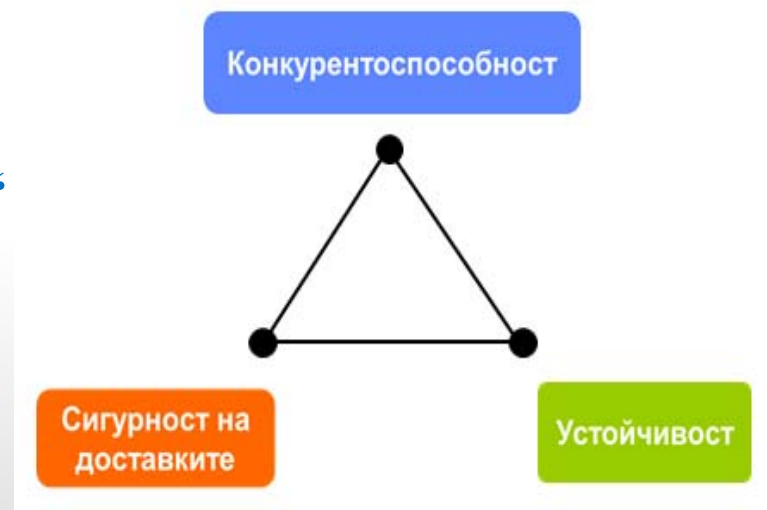 Конкурентоспособност
Сигурност на
доставките
Устойчивост